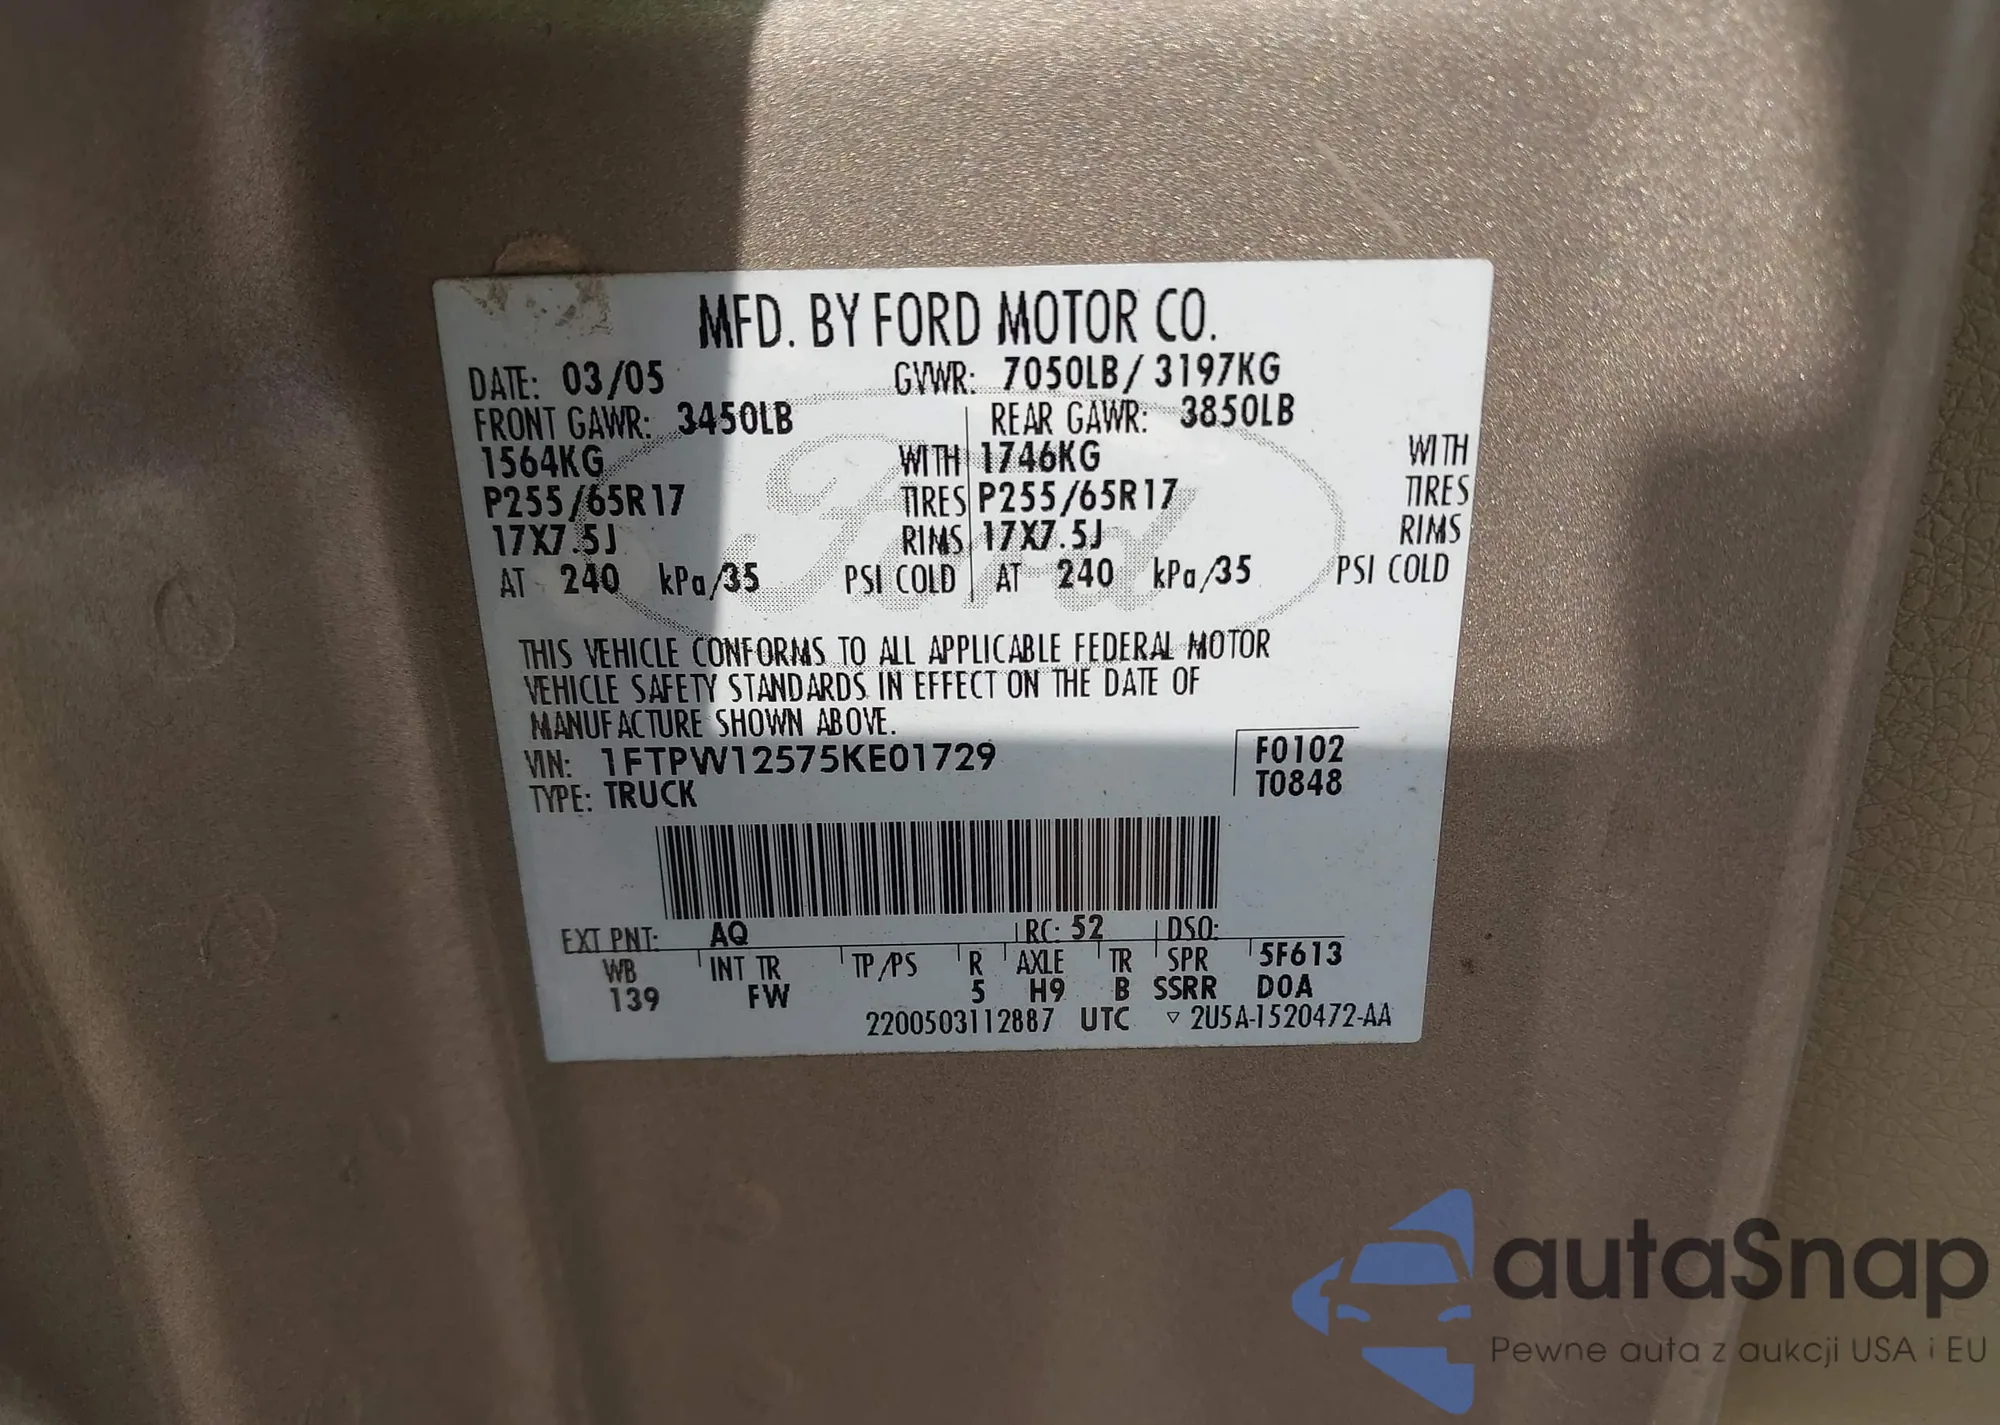 MFD. BY FORD MOTOR CO.
DATE: 03/05 GVWR: 7050LB/ 3197KG
FRONT GAWR: 3450LB REAR GAWR: 3850LB
1564KG WITH 1746KG WITH
P255/65R17 TIRES P255/65R17 TIRES
17X7.5J RIMS 17X7.5J RIMS
AT 240 kPa/35 PSI COLD AT 240 kPa/35 PSI COLD
Ford
THIS VEHICLE CONFORMS TO ALL APPLICABLE FEDERAL MOTOR
VEHICLE SAFETY STANDARDS IN EFFECT ON THE DATE OF
MANUFACTURE SHOWN ABOVE.
VIN: 1FTPW12575KE01729 F0102
TYPE: TRUCK T0848
EXT PNT: AQ RC: 52 DSO:
WB INT TR TP/PS R AXLE TR SPR 5F613
139 FW 5 H9 B SSRR DOA
2200503112887 UTC ▽ 2U5A-1520472-AA
autaSnap
Pewne auta z aukcji USA i EU